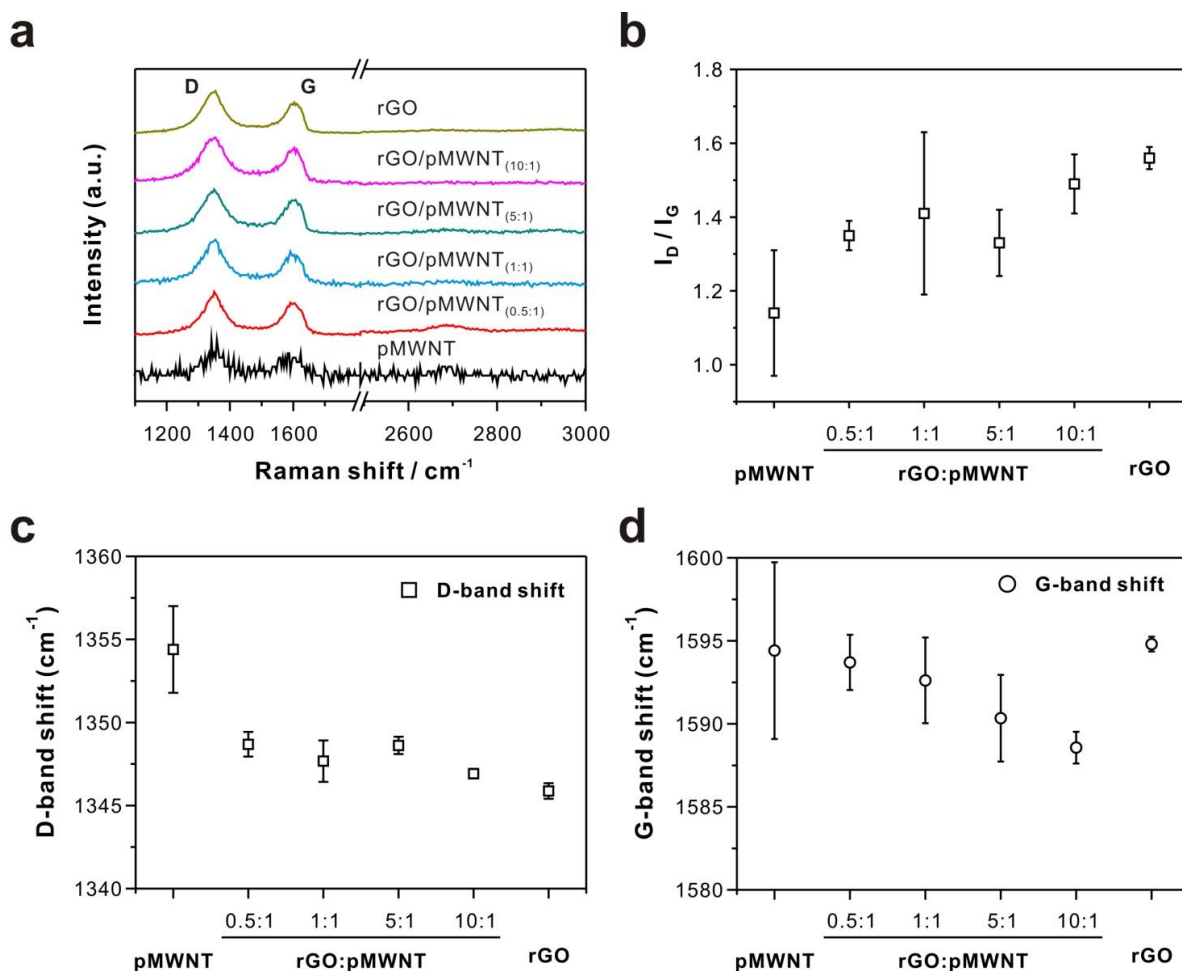 a
D
G
rGO
rGO/pMWNT(10:1)
rGO/pMWNT(5:1)
rGO/pMWNT(1:1)
rGO/pMWNT(0.5:1)
pMWNT
Intensity (a.u.)
1200 1400 1600 2600 2800 3000
Raman shift / cm-1
b
1.8
1.6
1.4
1.2
1.0
ID / IG
0.5:1 1:1 5:1 10:1
pMWNT rGO:pMWNT rGO
c
1360
1355
1350
1345
1340
D-band shift (cm-1)
D-band shift
0.5:1 1:1 5:1 10:1
pMWNT rGO:pMWNT rGO
d
1600
1595
1590
1585
1580
G-band shift (cm-1)
G-band shift
0.5:1 1:1 5:1 10:1
pMWNT rGO:pMWNT rGO